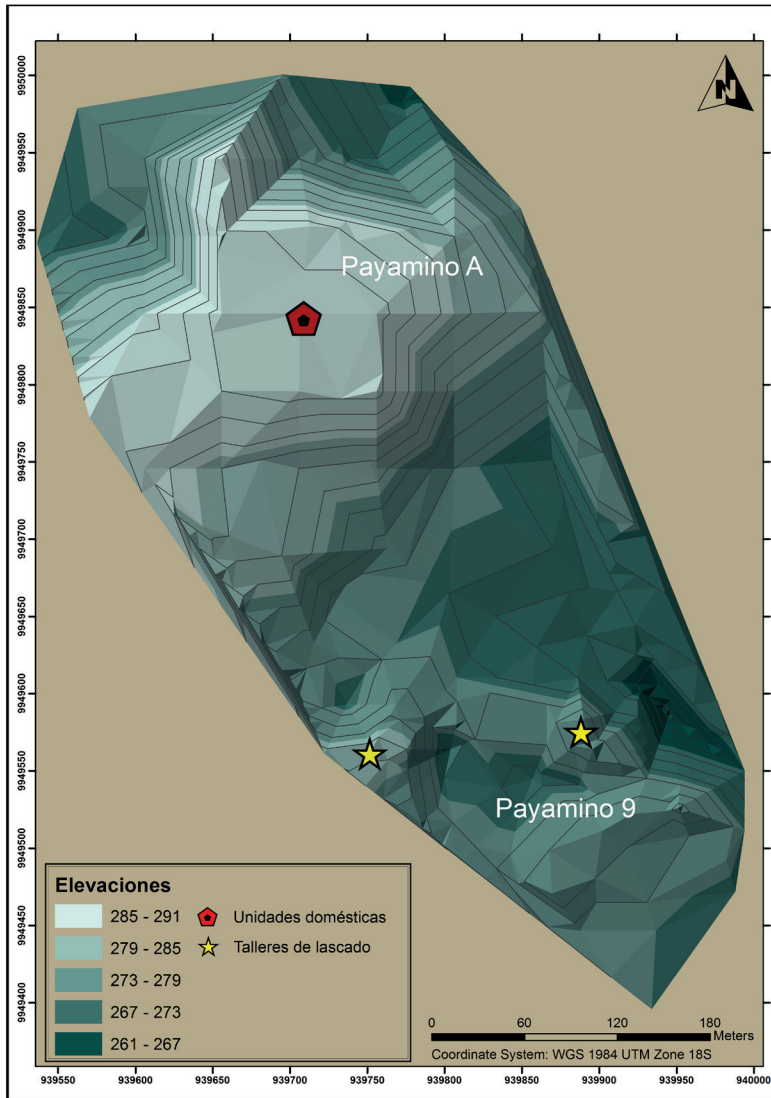 N
9950000
9949950
9949900
9949850
9949800
9949750
9949700
9949650
9949600
9949550
9949500
9949450
9949400
Payamino A
Payamino 9
Elevaciones
285 - 291
279 - 285
273 - 279
267 - 273
261 - 267
Unidades domésticas
Talleres de lascado
0 60 120 180
Meters
Coordinate System: WGS 1984 UTM Zone 18S
939550 939600 939650 939700 939750 939800 939850 939900 939950 940000